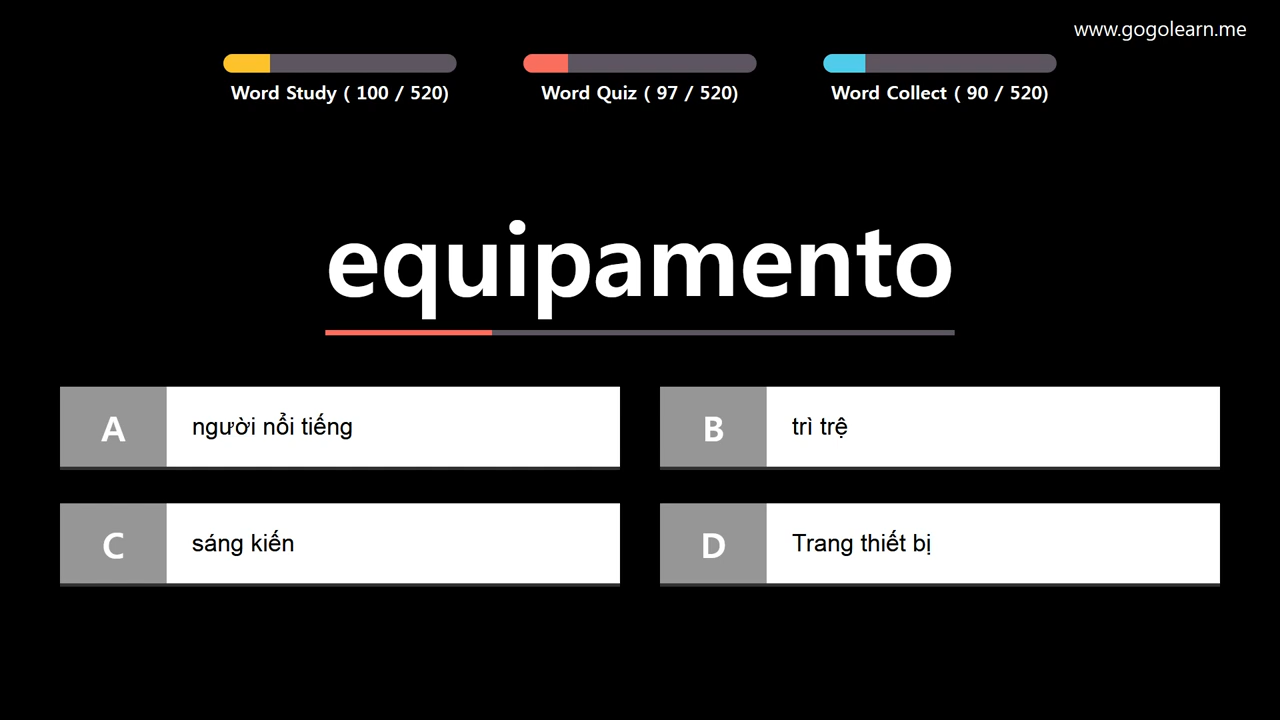 www.gogolearn.me
Word Study ( 100 / 520)
Word Quiz ( 97 / 520)
Word Collect ( 90 / 520)
equipamento
A người nổi tiếng
B trì trệ
C sáng kiến
D Trang thiết bị